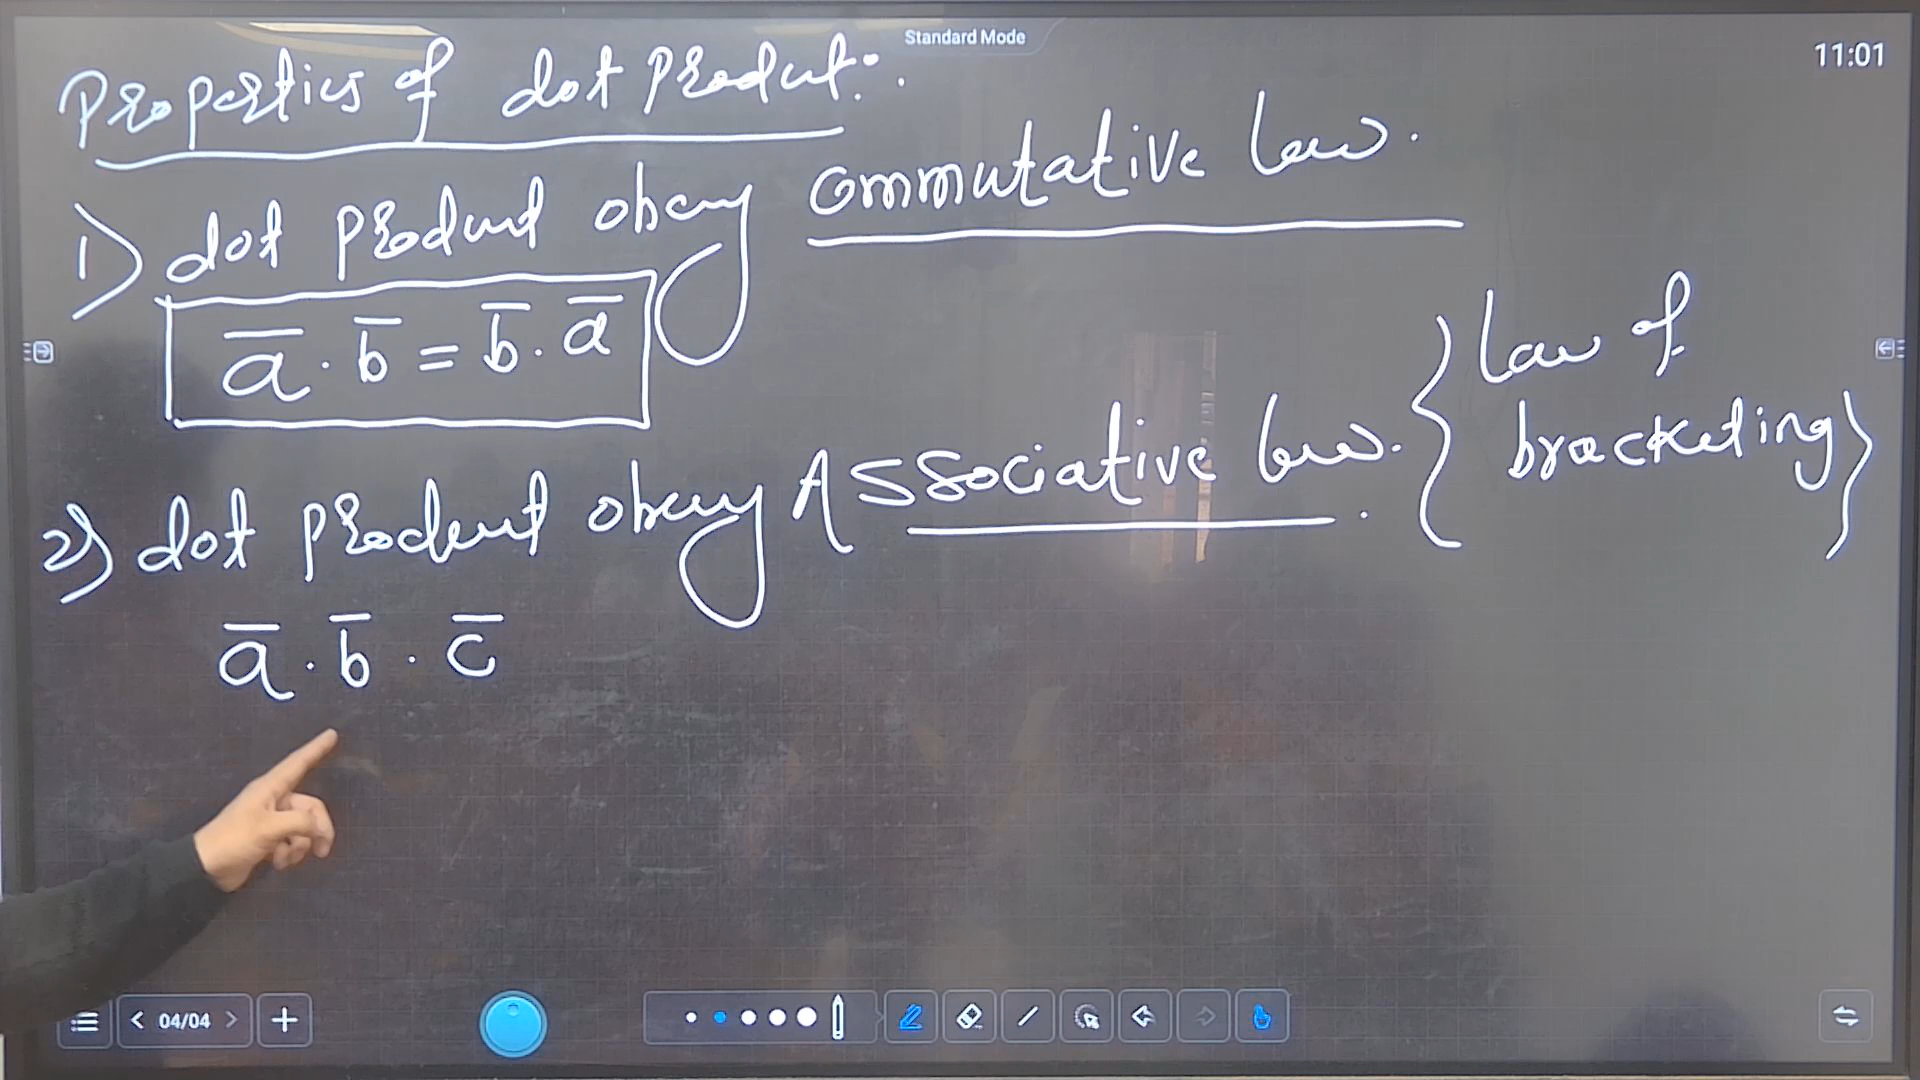 Standard Mode
11:01
Properties of dot Product:.
1) dot product obey commutative law.
a̅ . b̅ = b̅ . a̅
2) dot product obey Associative law. { law of bracketing }
a̅ . b̅ . c̅
04/04